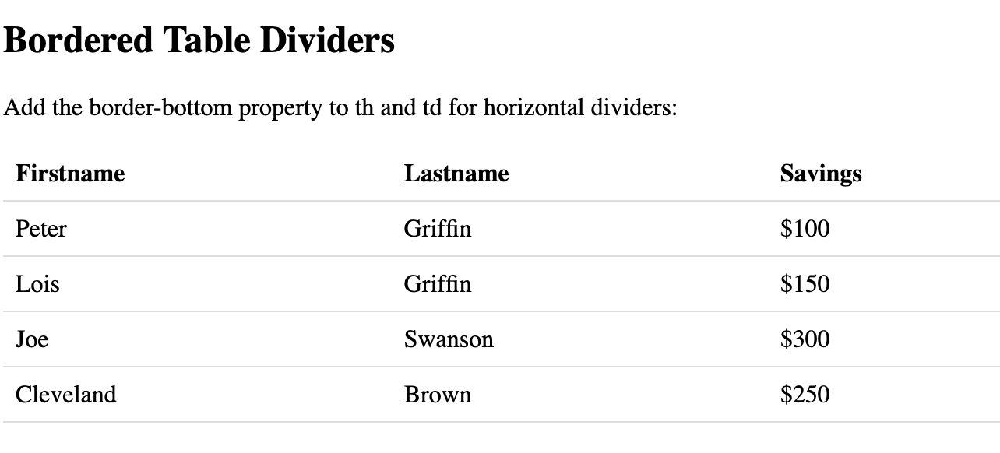 Bordered Table Dividers
Add the border-bottom property to th and td for horizontal dividers:
Firstname Lastname Savings
Peter Griffin $100
Lois Griffin $150
Joe Swanson $300
Cleveland Brown $250